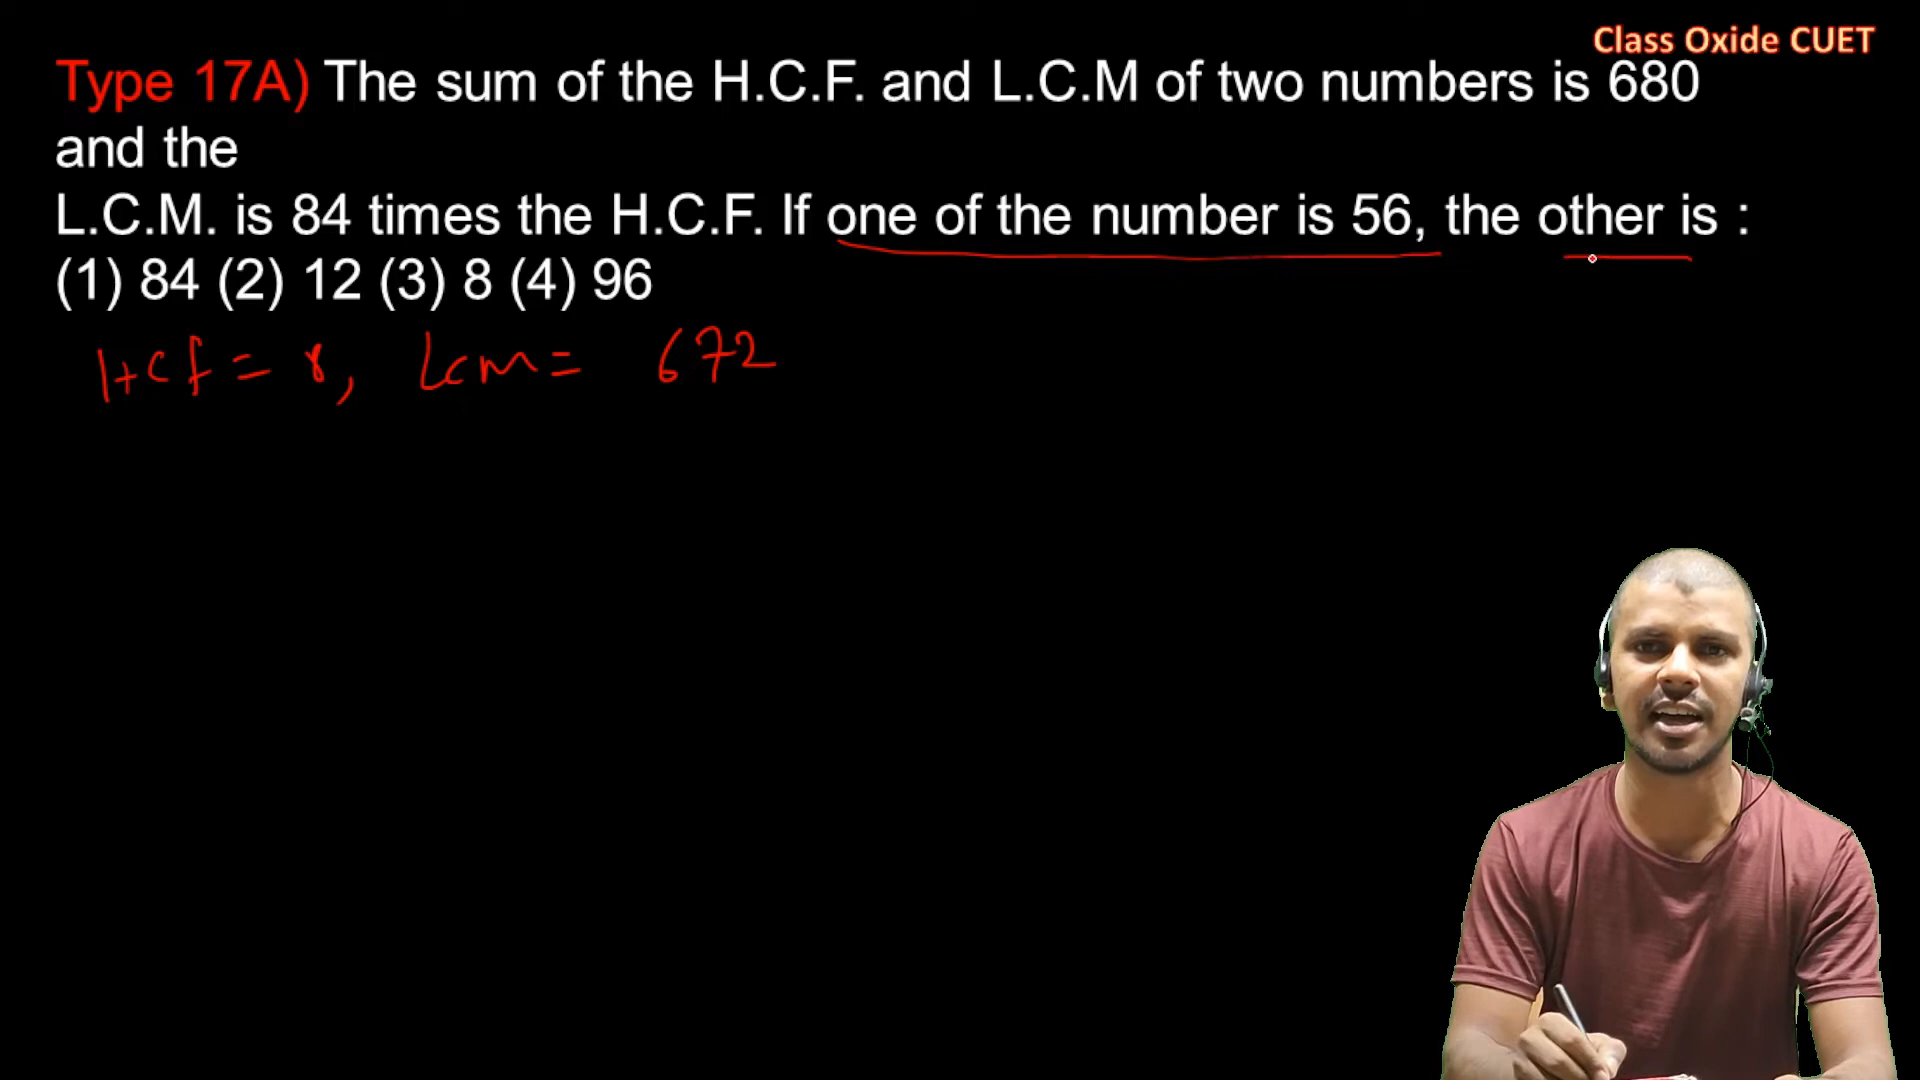 Class Oxide CUET
Type 17A) The sum of the H.C.F. and L.C.M of two numbers is 680
and the
L.C.M. is 84 times the H.C.F. If one of the number is 56, the other is :
(1) 84 (2) 12 (3) 8 (4) 96
HCf = 8, LCM = 672